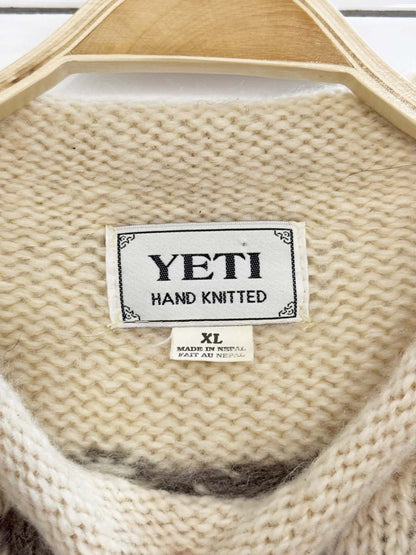 YETI
HAND KNITTED
XL
MADE IN NEPAL
FAIT AU NEPAL